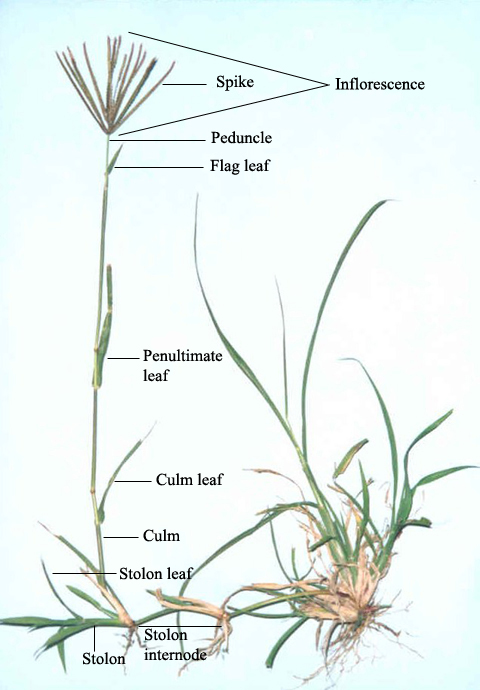 Spike
Inflorescence
Peduncle
Flag leaf
Penultimate
leaf
Culm leaf
Culm
Stolon leaf
Stolon
internode
Stolon